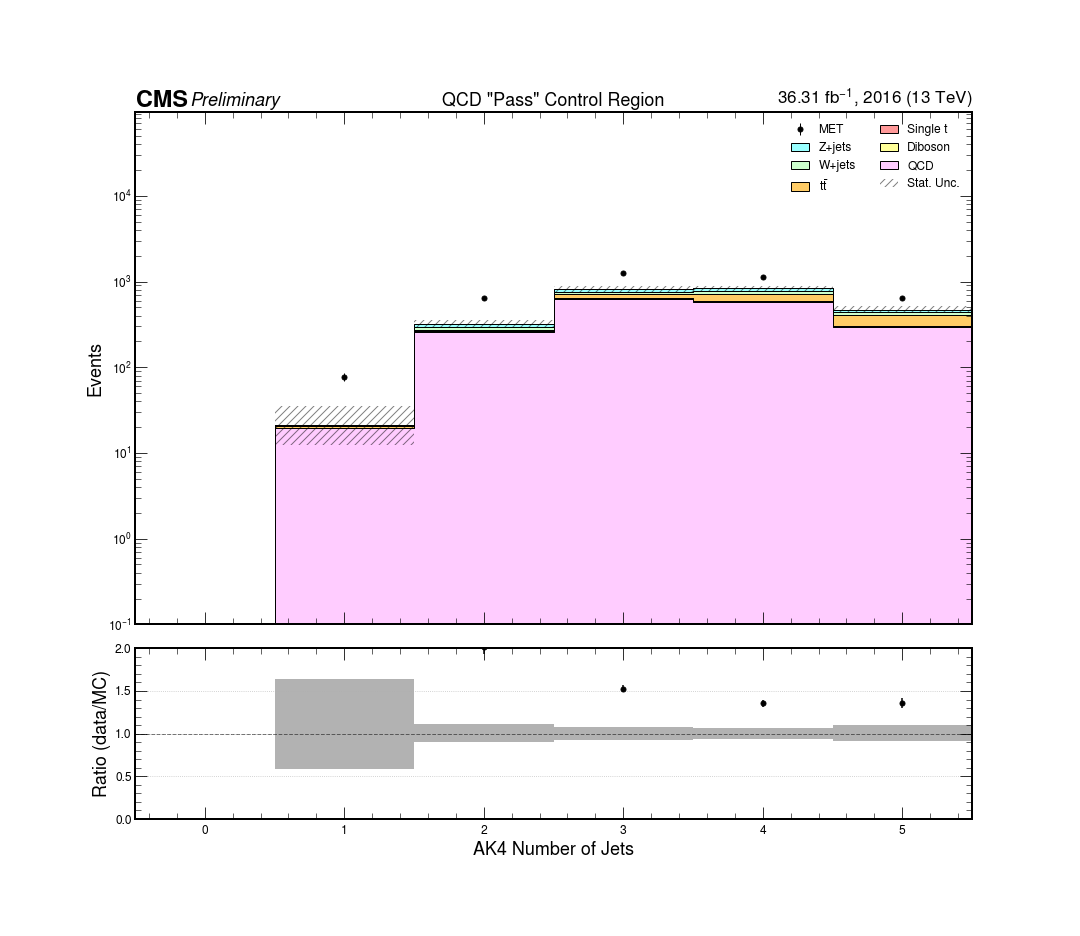 CMS Preliminary QCD "Pass" Control Region 36.31 fb⁻¹, 2016 (13 TeV)
MET Single t
Z+jets Diboson
W+jets QCD
tt̄ Stat. Unc.
10⁴
10³
10²
10¹
10⁰
10⁻¹
Events
2.0
1.5
1.0
0.5
0.0
Ratio (data/MC)
0 1 2 3 4 5
AK4 Number of Jets